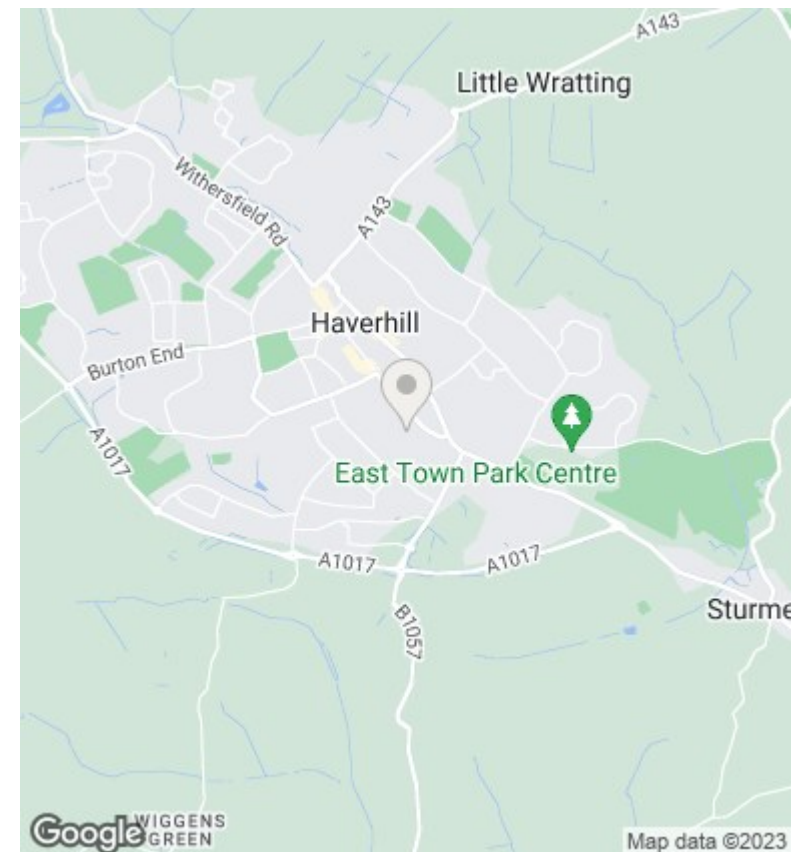 A143
Little Wratting
Withersfield Rd
A143
Haverhill
Burton End
A1017
East Town Park Centre
A1017
A1017
B1057
Sturme
WIGGENS
GREEN
Google
Map data ©2023